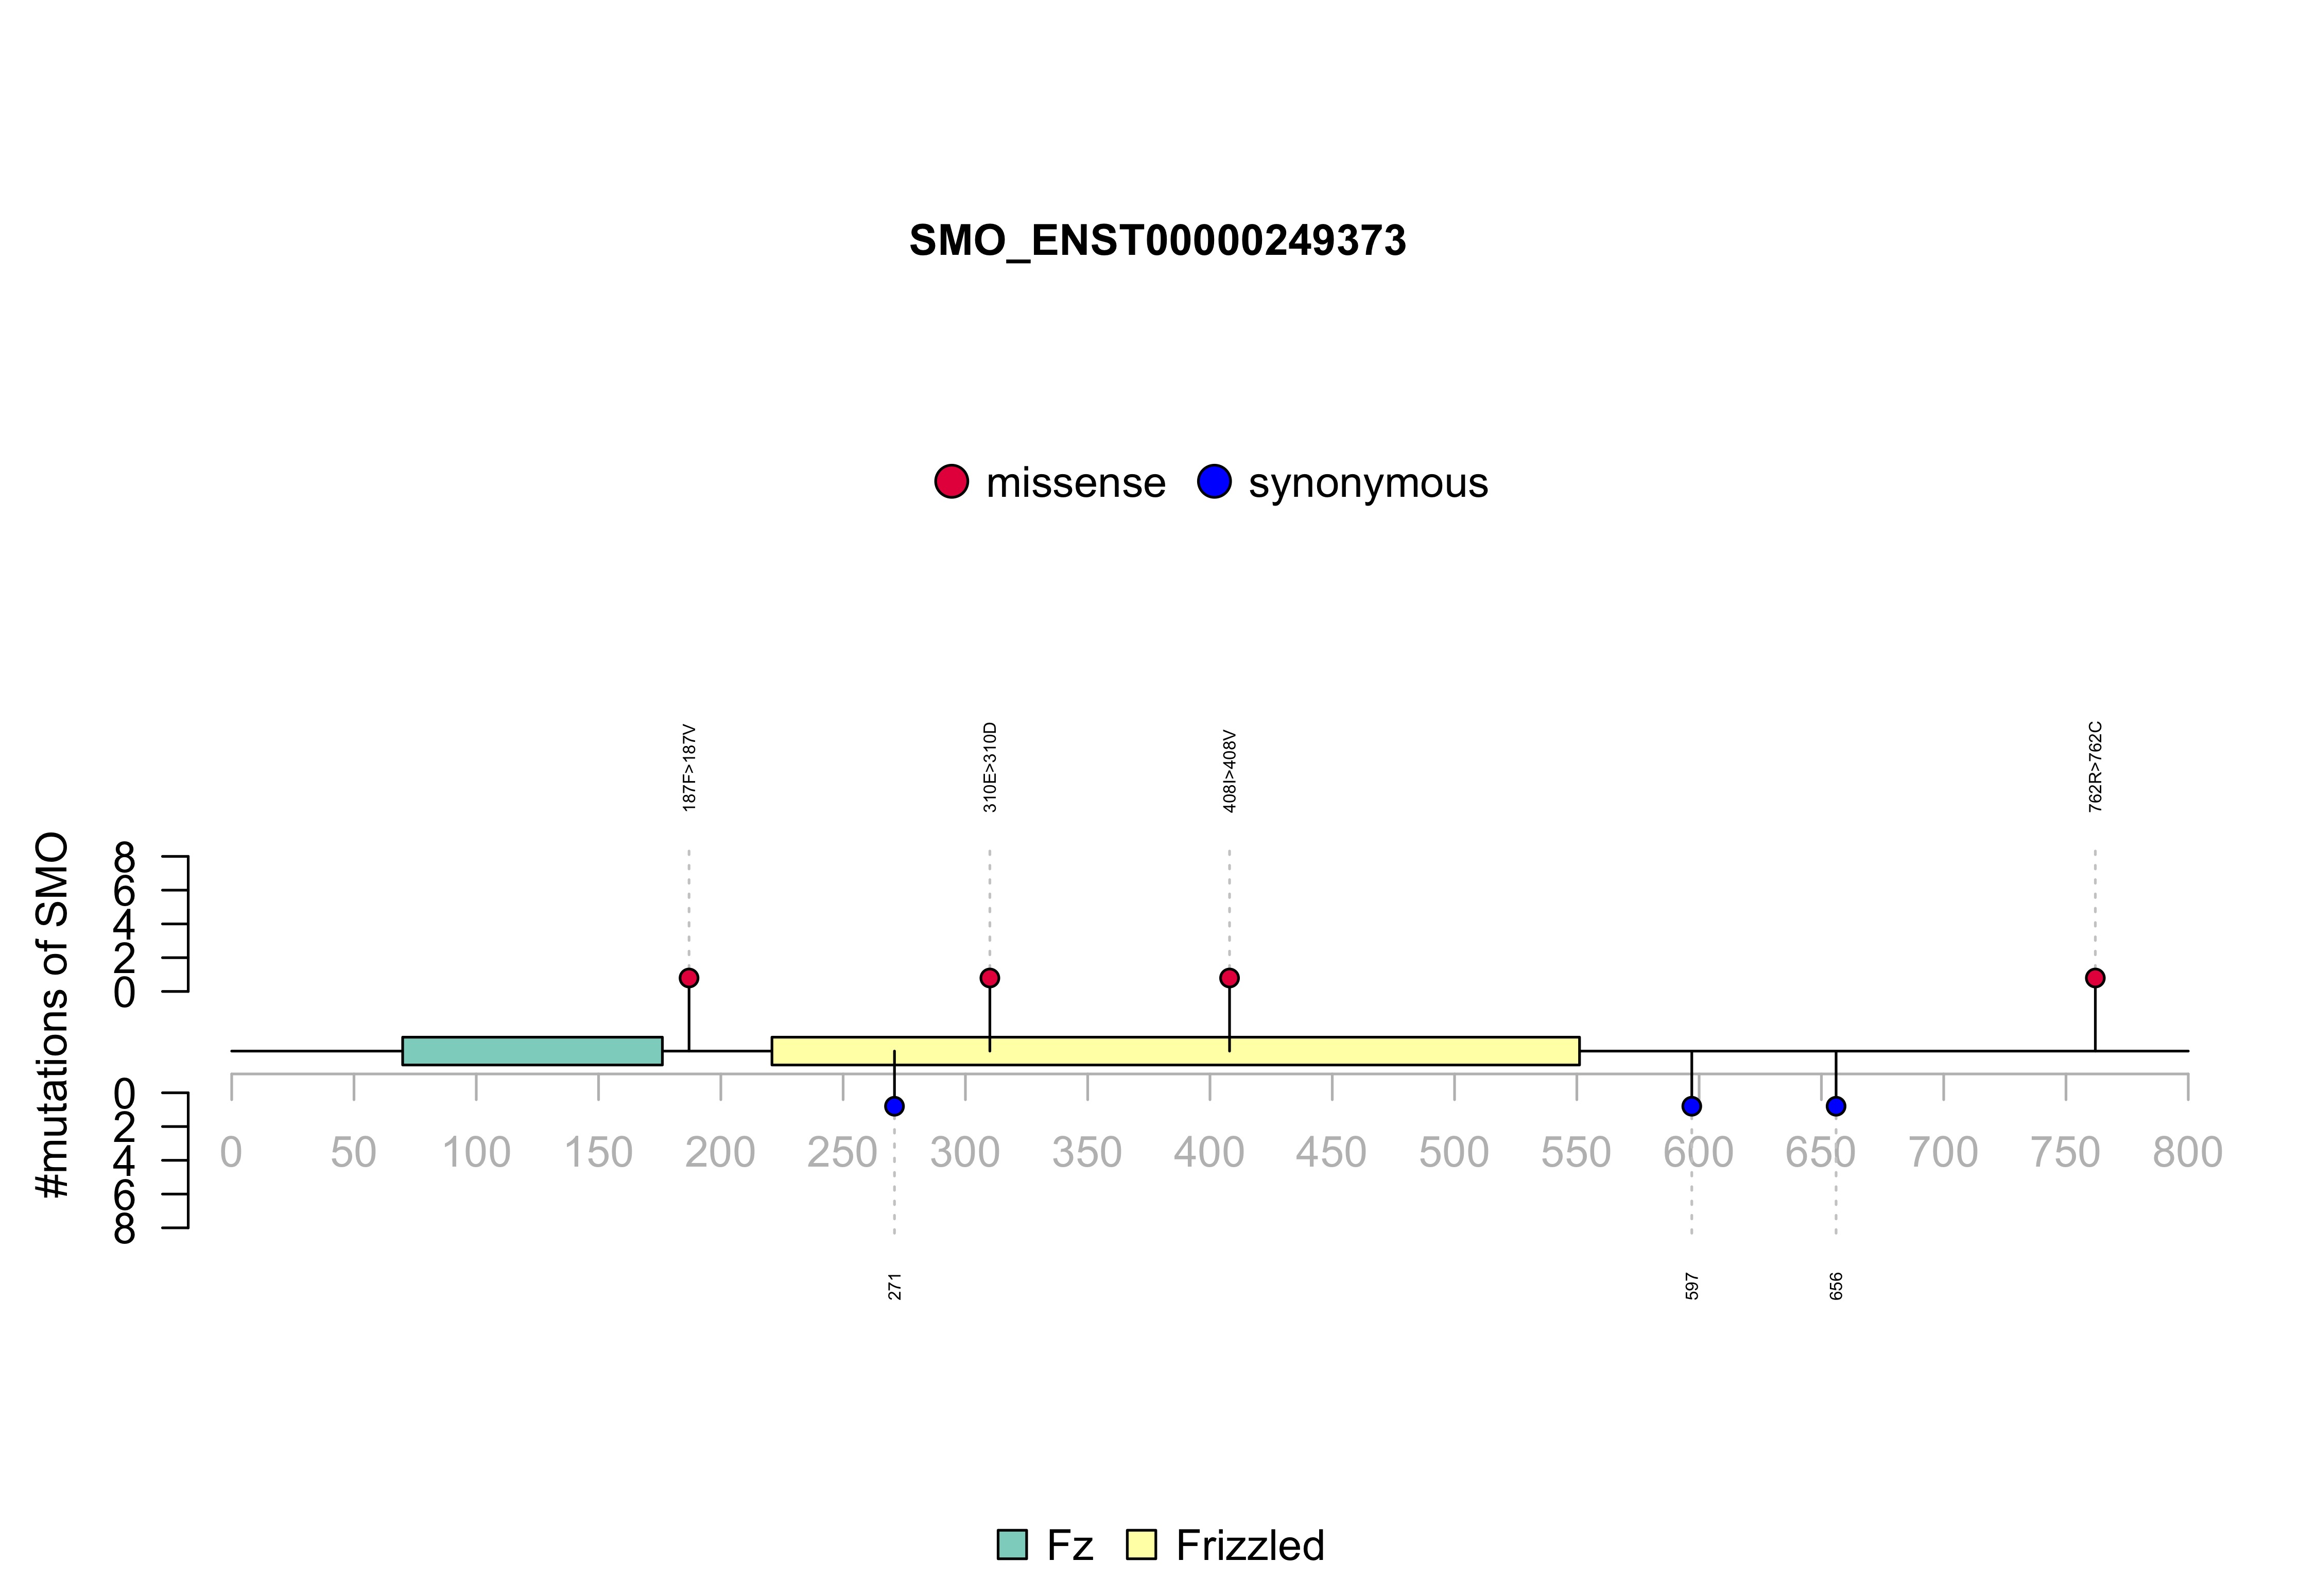 SMO_ENST00000249373
missense synonymous
187F>187V 310E>310D 408I>408V 762R>762C
#mutations of SMO
8
6
4
2
0
0
2
4
6
8
0 50 100 150 200 250 300 350 400 450 500 550 600 650 700 750 800
271 597 656
Fz Frizzled